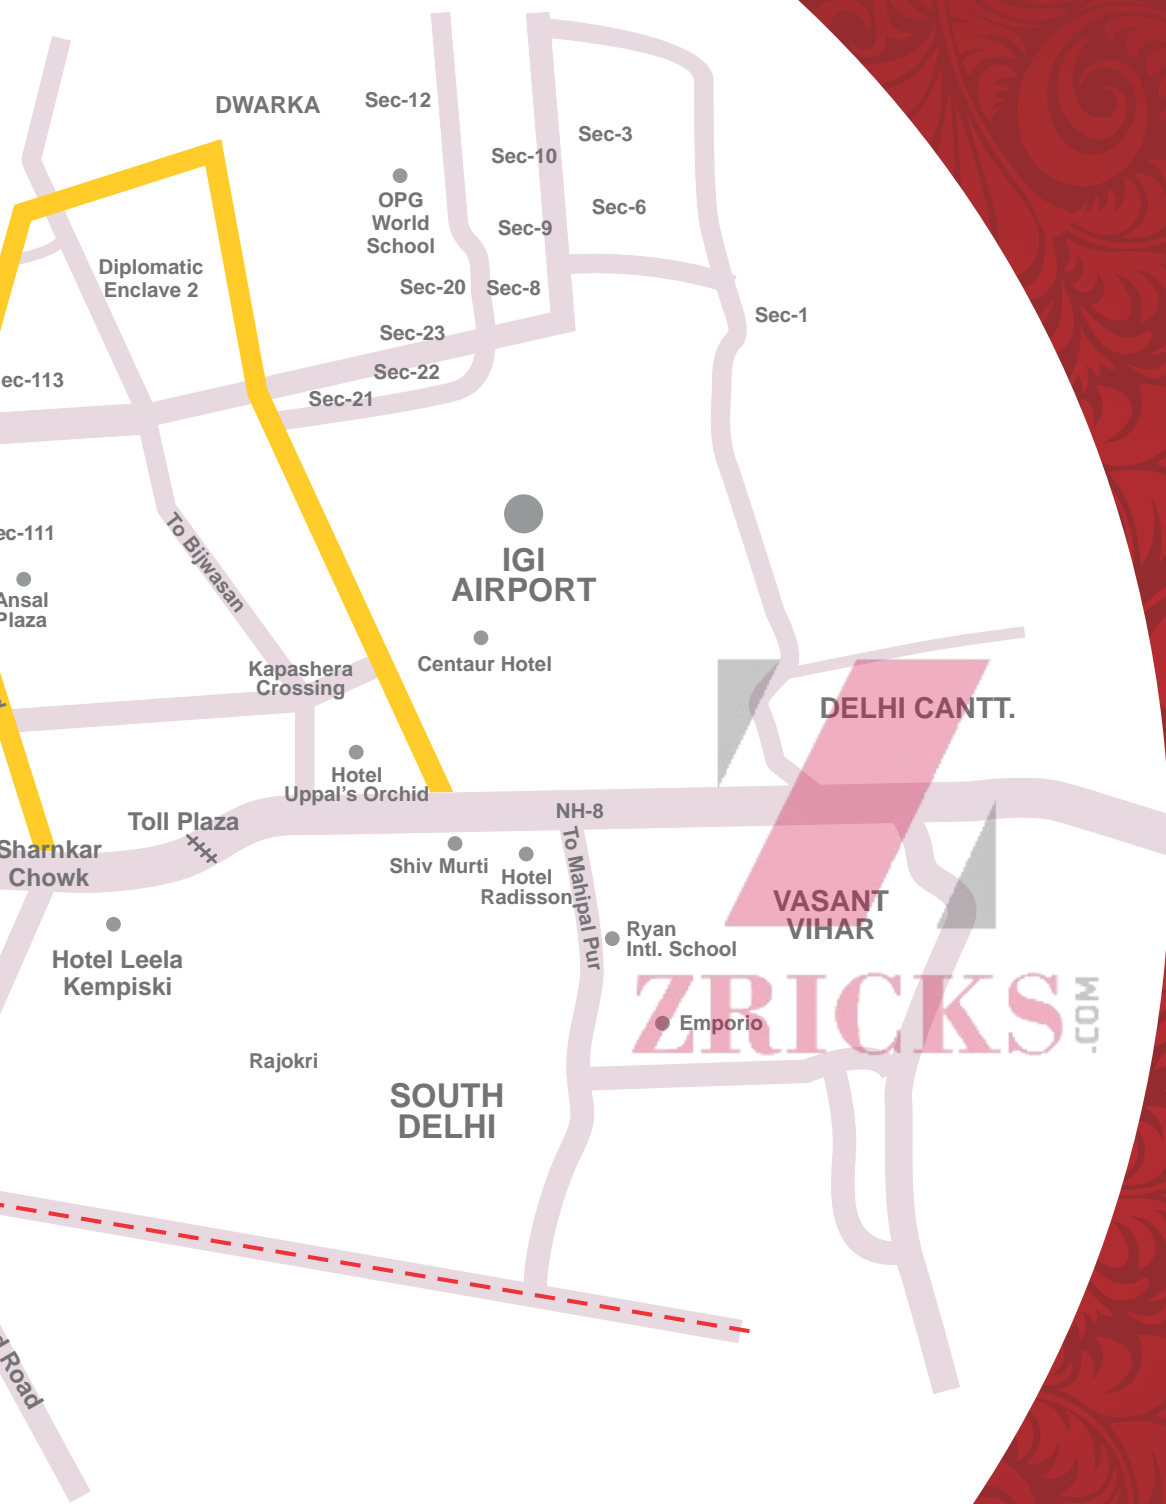 DWARKA
Sec-12
Sec-3
Sec-10
OPG
World
School
Sec-6
Sec-9
Diplomatic
Enclave 2
Sec-20
Sec-8
Sec-1
Sec-23
Sec-22
ec-113
Sec-21
ec-111
To Bijwasan
IGI
AIRPORT
Ansal
Plaza
Centaur Hotel
Kapashera
Crossing
DELHI CANTT.
Hotel
Uppal's Orchid
NH-8
Toll Plaza
Sharnkar
Chowk
Shiv Murti
Hotel
Radisson
To Mahipal Pur
VASANT
VIHAR
Ryan
Intl. School
Hotel Leela
Kempiski
ZRICKS
.COM
Emporio
Rajokri
SOUTH
DELHI
d Road